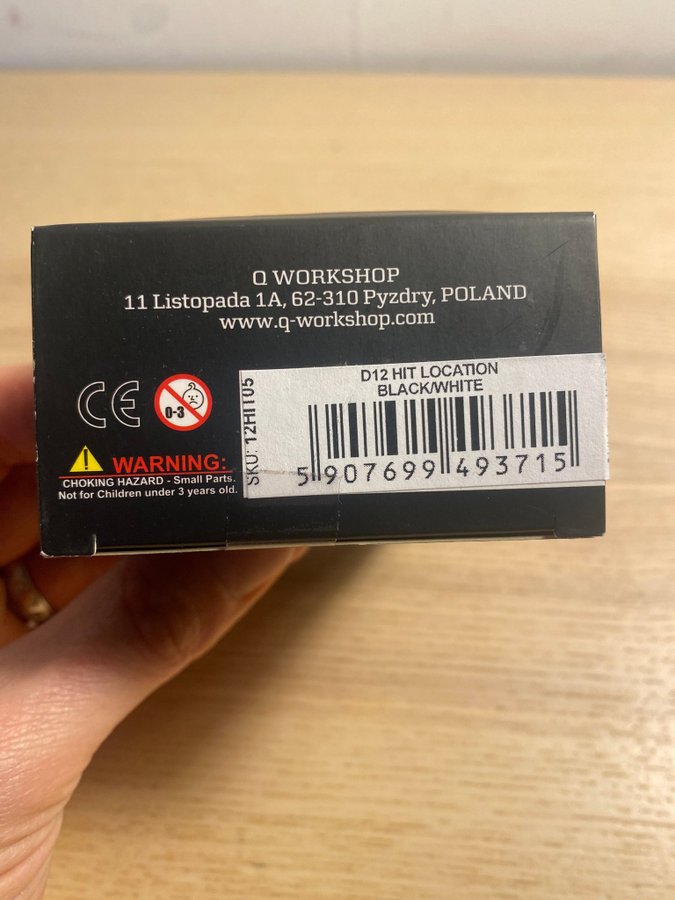 Q WORKSHOP
11 Listopada 1A, 62-310 Pyzdry, POLAND
www.q-workshop.com
CE
0-3
WARNING:
CHOKING HAZARD - Small Parts.
Not for Children under 3 years old.
SKU: 12HIT05
D12 HIT LOCATION
BLACK/WHITE
5 907699 493715